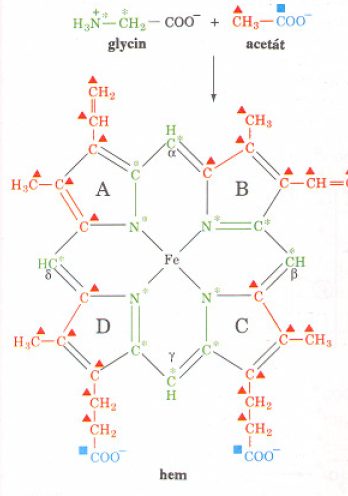 H₃N⁺—CH₂*—COO⁻ + CH₃—COO⁻
glycin acetát
CH₂
CH H CH₃
C C* α C C
H₃C—C A C* C B C—CH=C
C N* N* C*
HC* δ Fe CH* β
C N* N* C
H₃C—C D C* C* C C—CH₃
C γ C* C
CH₂ H CH₂
CH₂ CH₂
COO⁻ COO⁻
hem